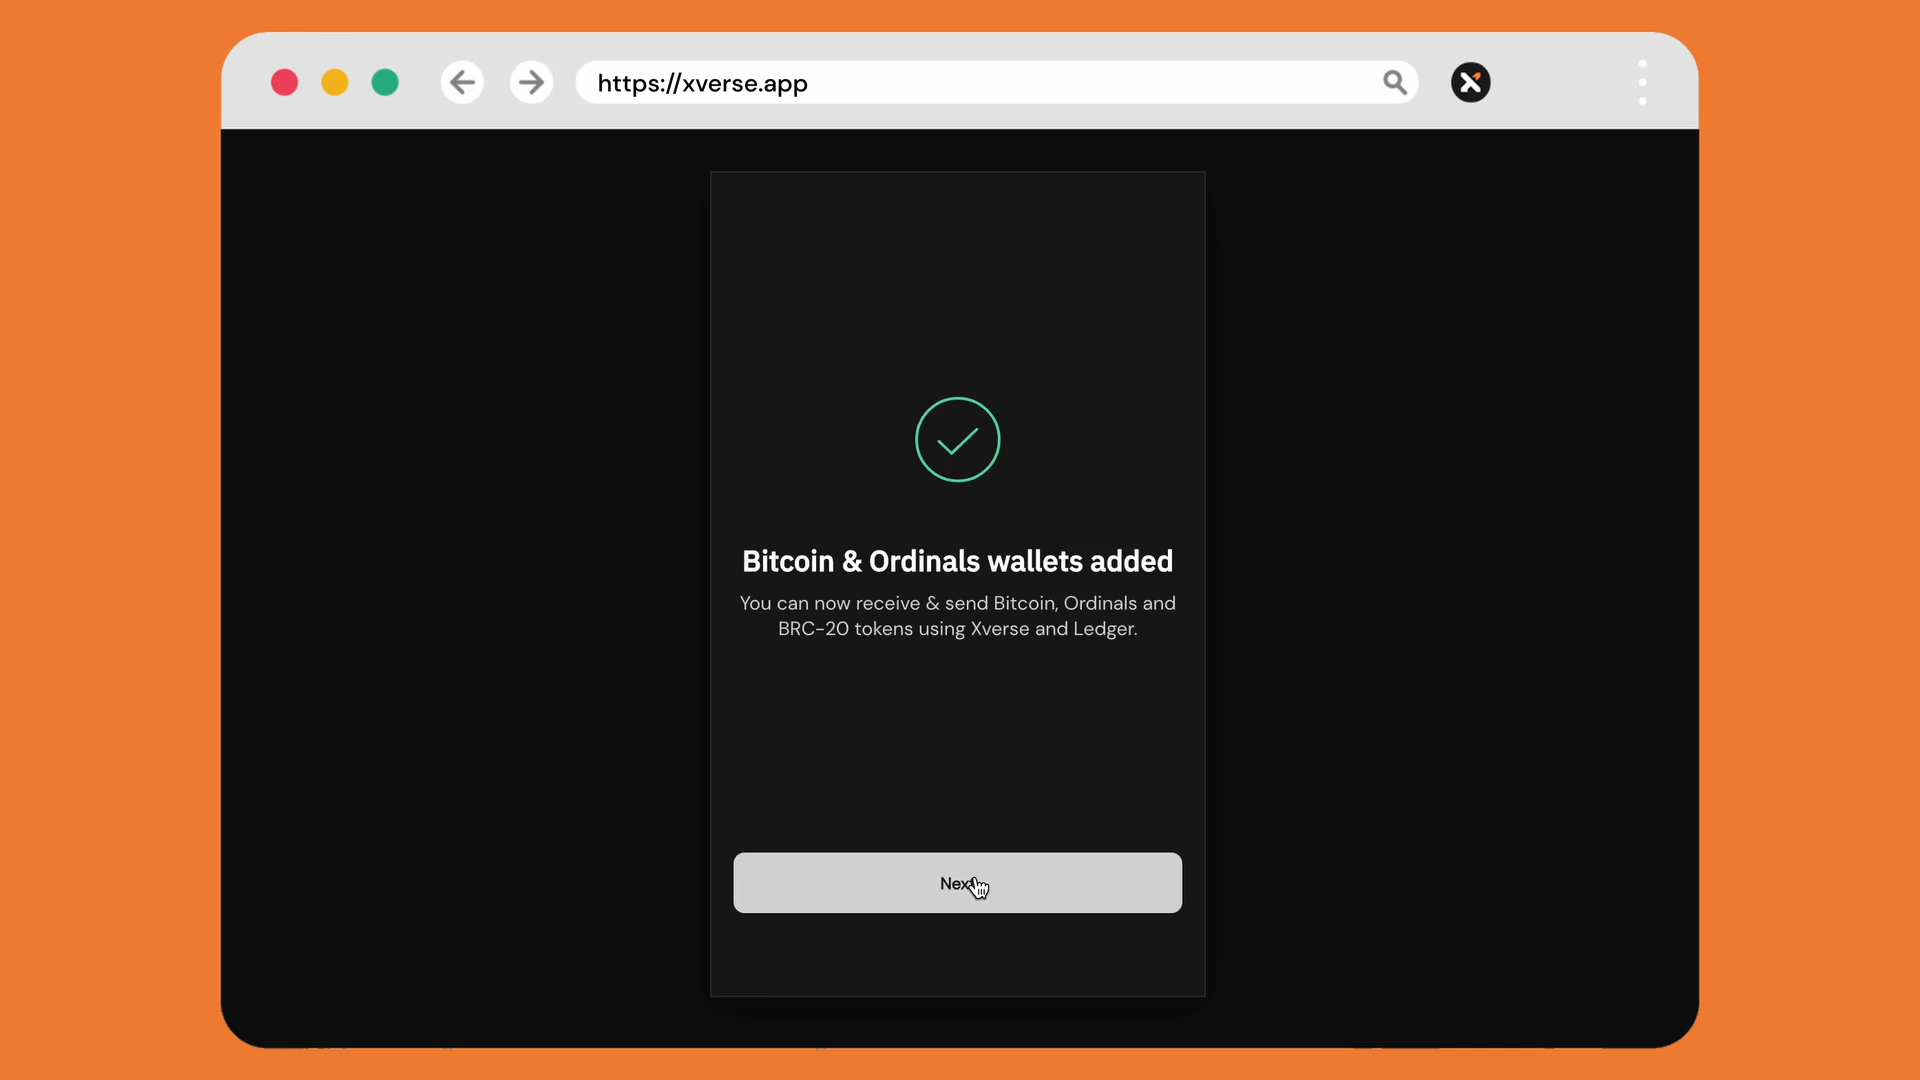 https://xverse.app
Bitcoin & Ordinals wallets added
You can now receive & send Bitcoin, Ordinals and
BRC-20 tokens using Xverse and Ledger.
Next